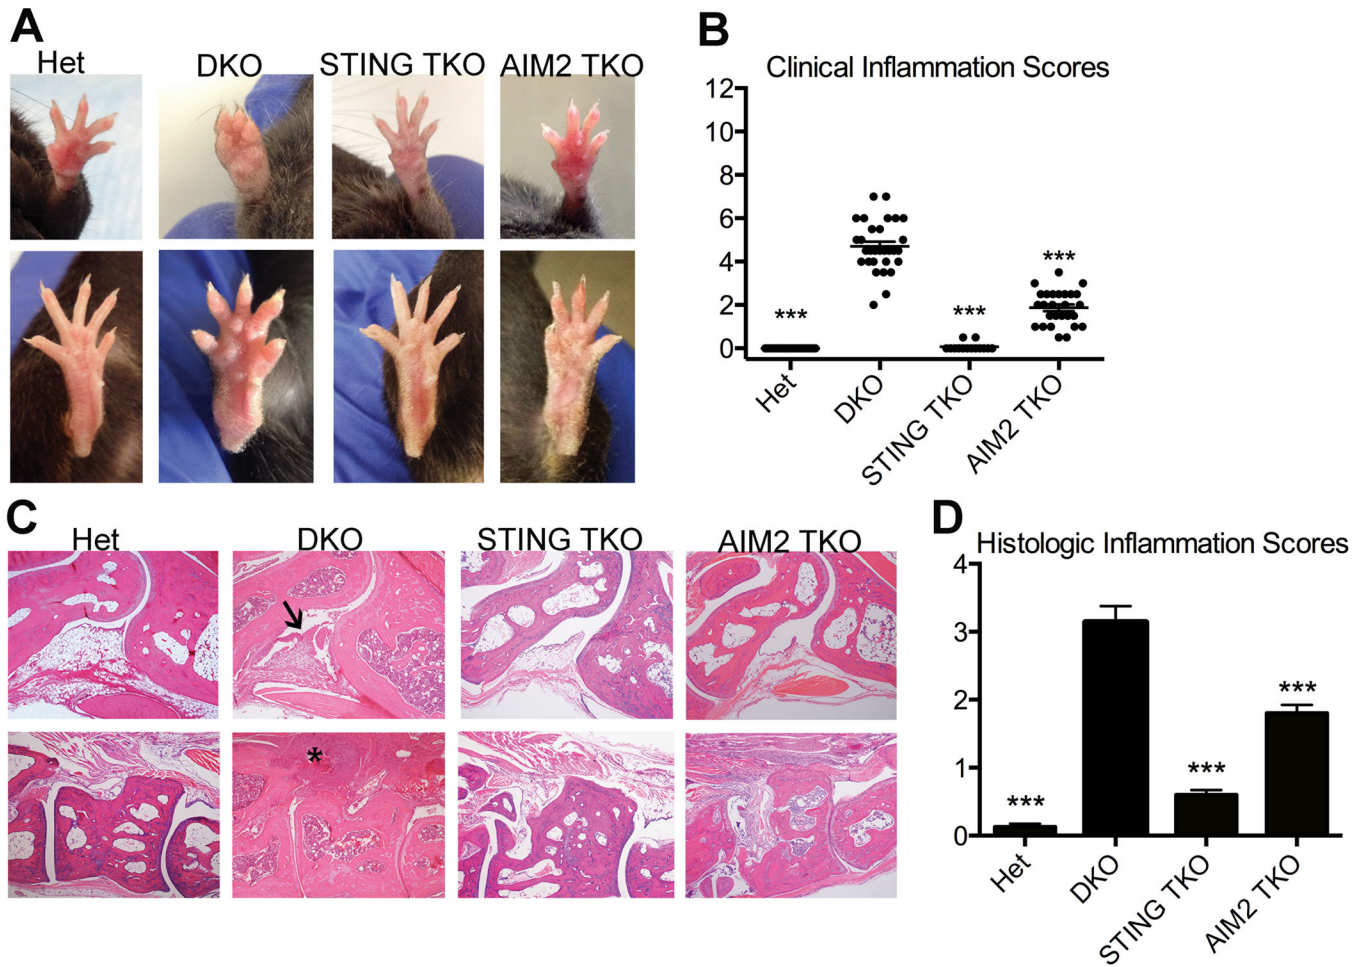 A
Het
DKO
STING TKO
AIM2 TKO
B
Clinical Inflammation Scores
12
10
8
6
4
2
0
***
***
***
Het
DKO
STING TKO
AIM2 TKO
C
Het
DKO
STING TKO
AIM2 TKO
*
D
Histologic Inflammation Scores
4
3
2
1
0
***
***
***
Het
DKO
STING TKO
AIM2 TKO